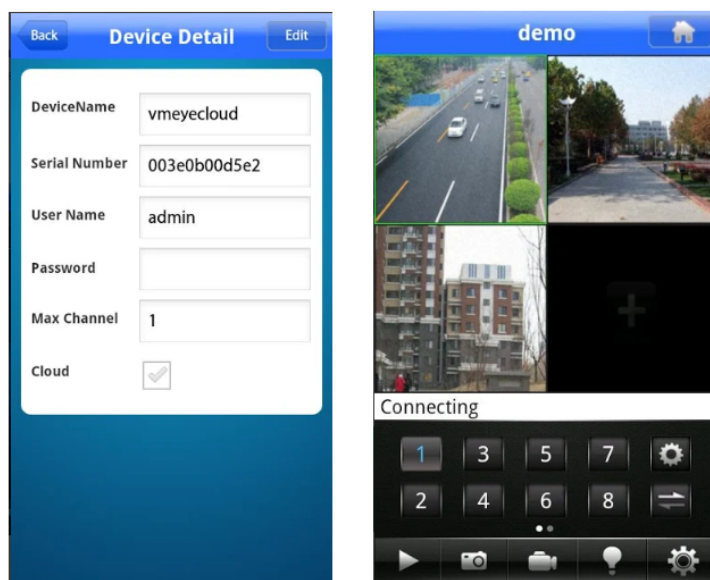 Back
Device Detail
Edit
DeviceName
vmeyecloud
Serial Number
003e0b00d5e2
User Name
admin
Password
Max Channel
1
Cloud
demo
Connecting
1 3 5 7
2 4 6 8